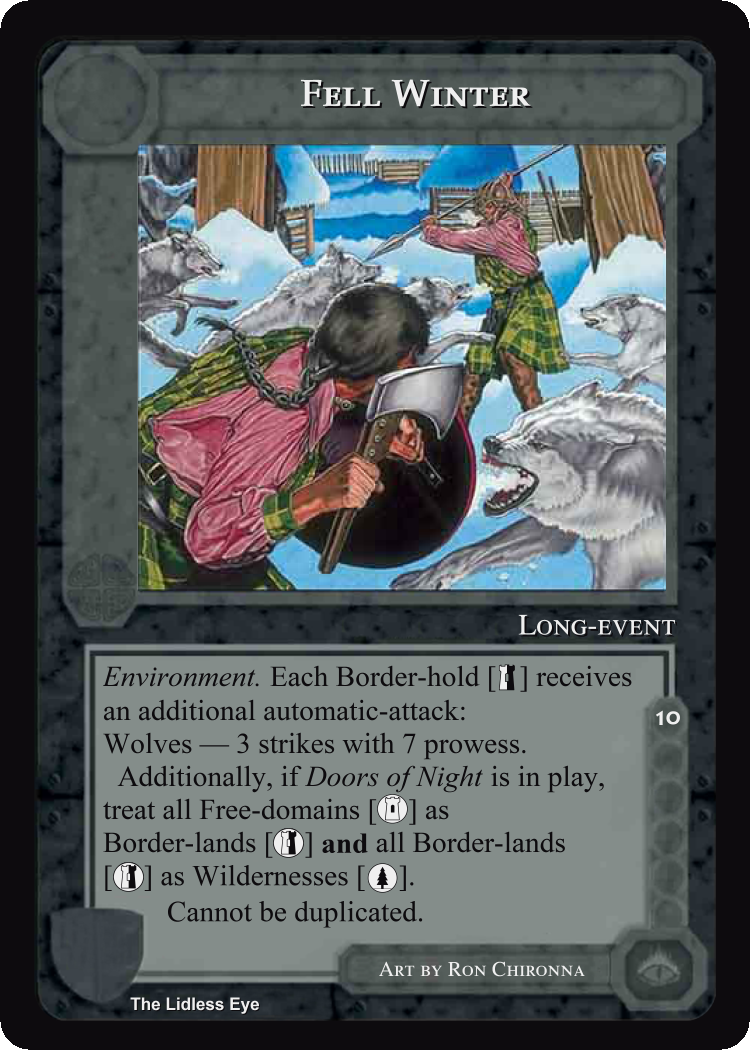 Fell Winter
Long-event
Environment. Each Border-hold [] receives
an additional automatic-attack:
Wolves — 3 strikes with 7 prowess.
Additionally, if Doors of Night is in play,
treat all Free-domains [] as
Border-lands [] and all Border-lands
[] as Wildernesses [].
Cannot be duplicated.
10
Art by Ron Chironna
The Lidless Eye